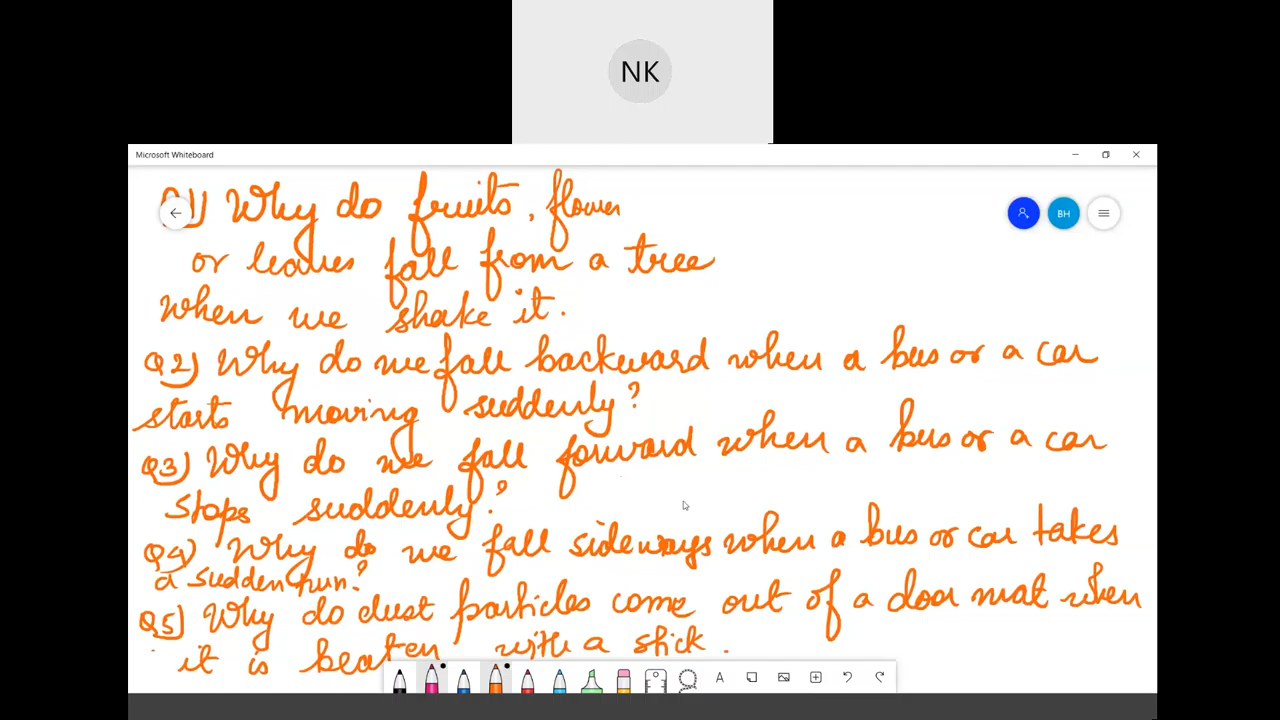 NK
Microsoft Whiteboard
Q1) Why do fruits, flower
BH
or leaves fall from a tree
when we shake it.
Q2) Why do we fall backward when a bus or a car
starts moving suddenly?
Q3) Why do we fall forward when a bus or a car
stops suddenly?
Q4) Why do we fall sideways when a bus or car takes
a sudden turn?
Q5) Why do dust particles come out of a door mat when
it is beaten with a stick.
A